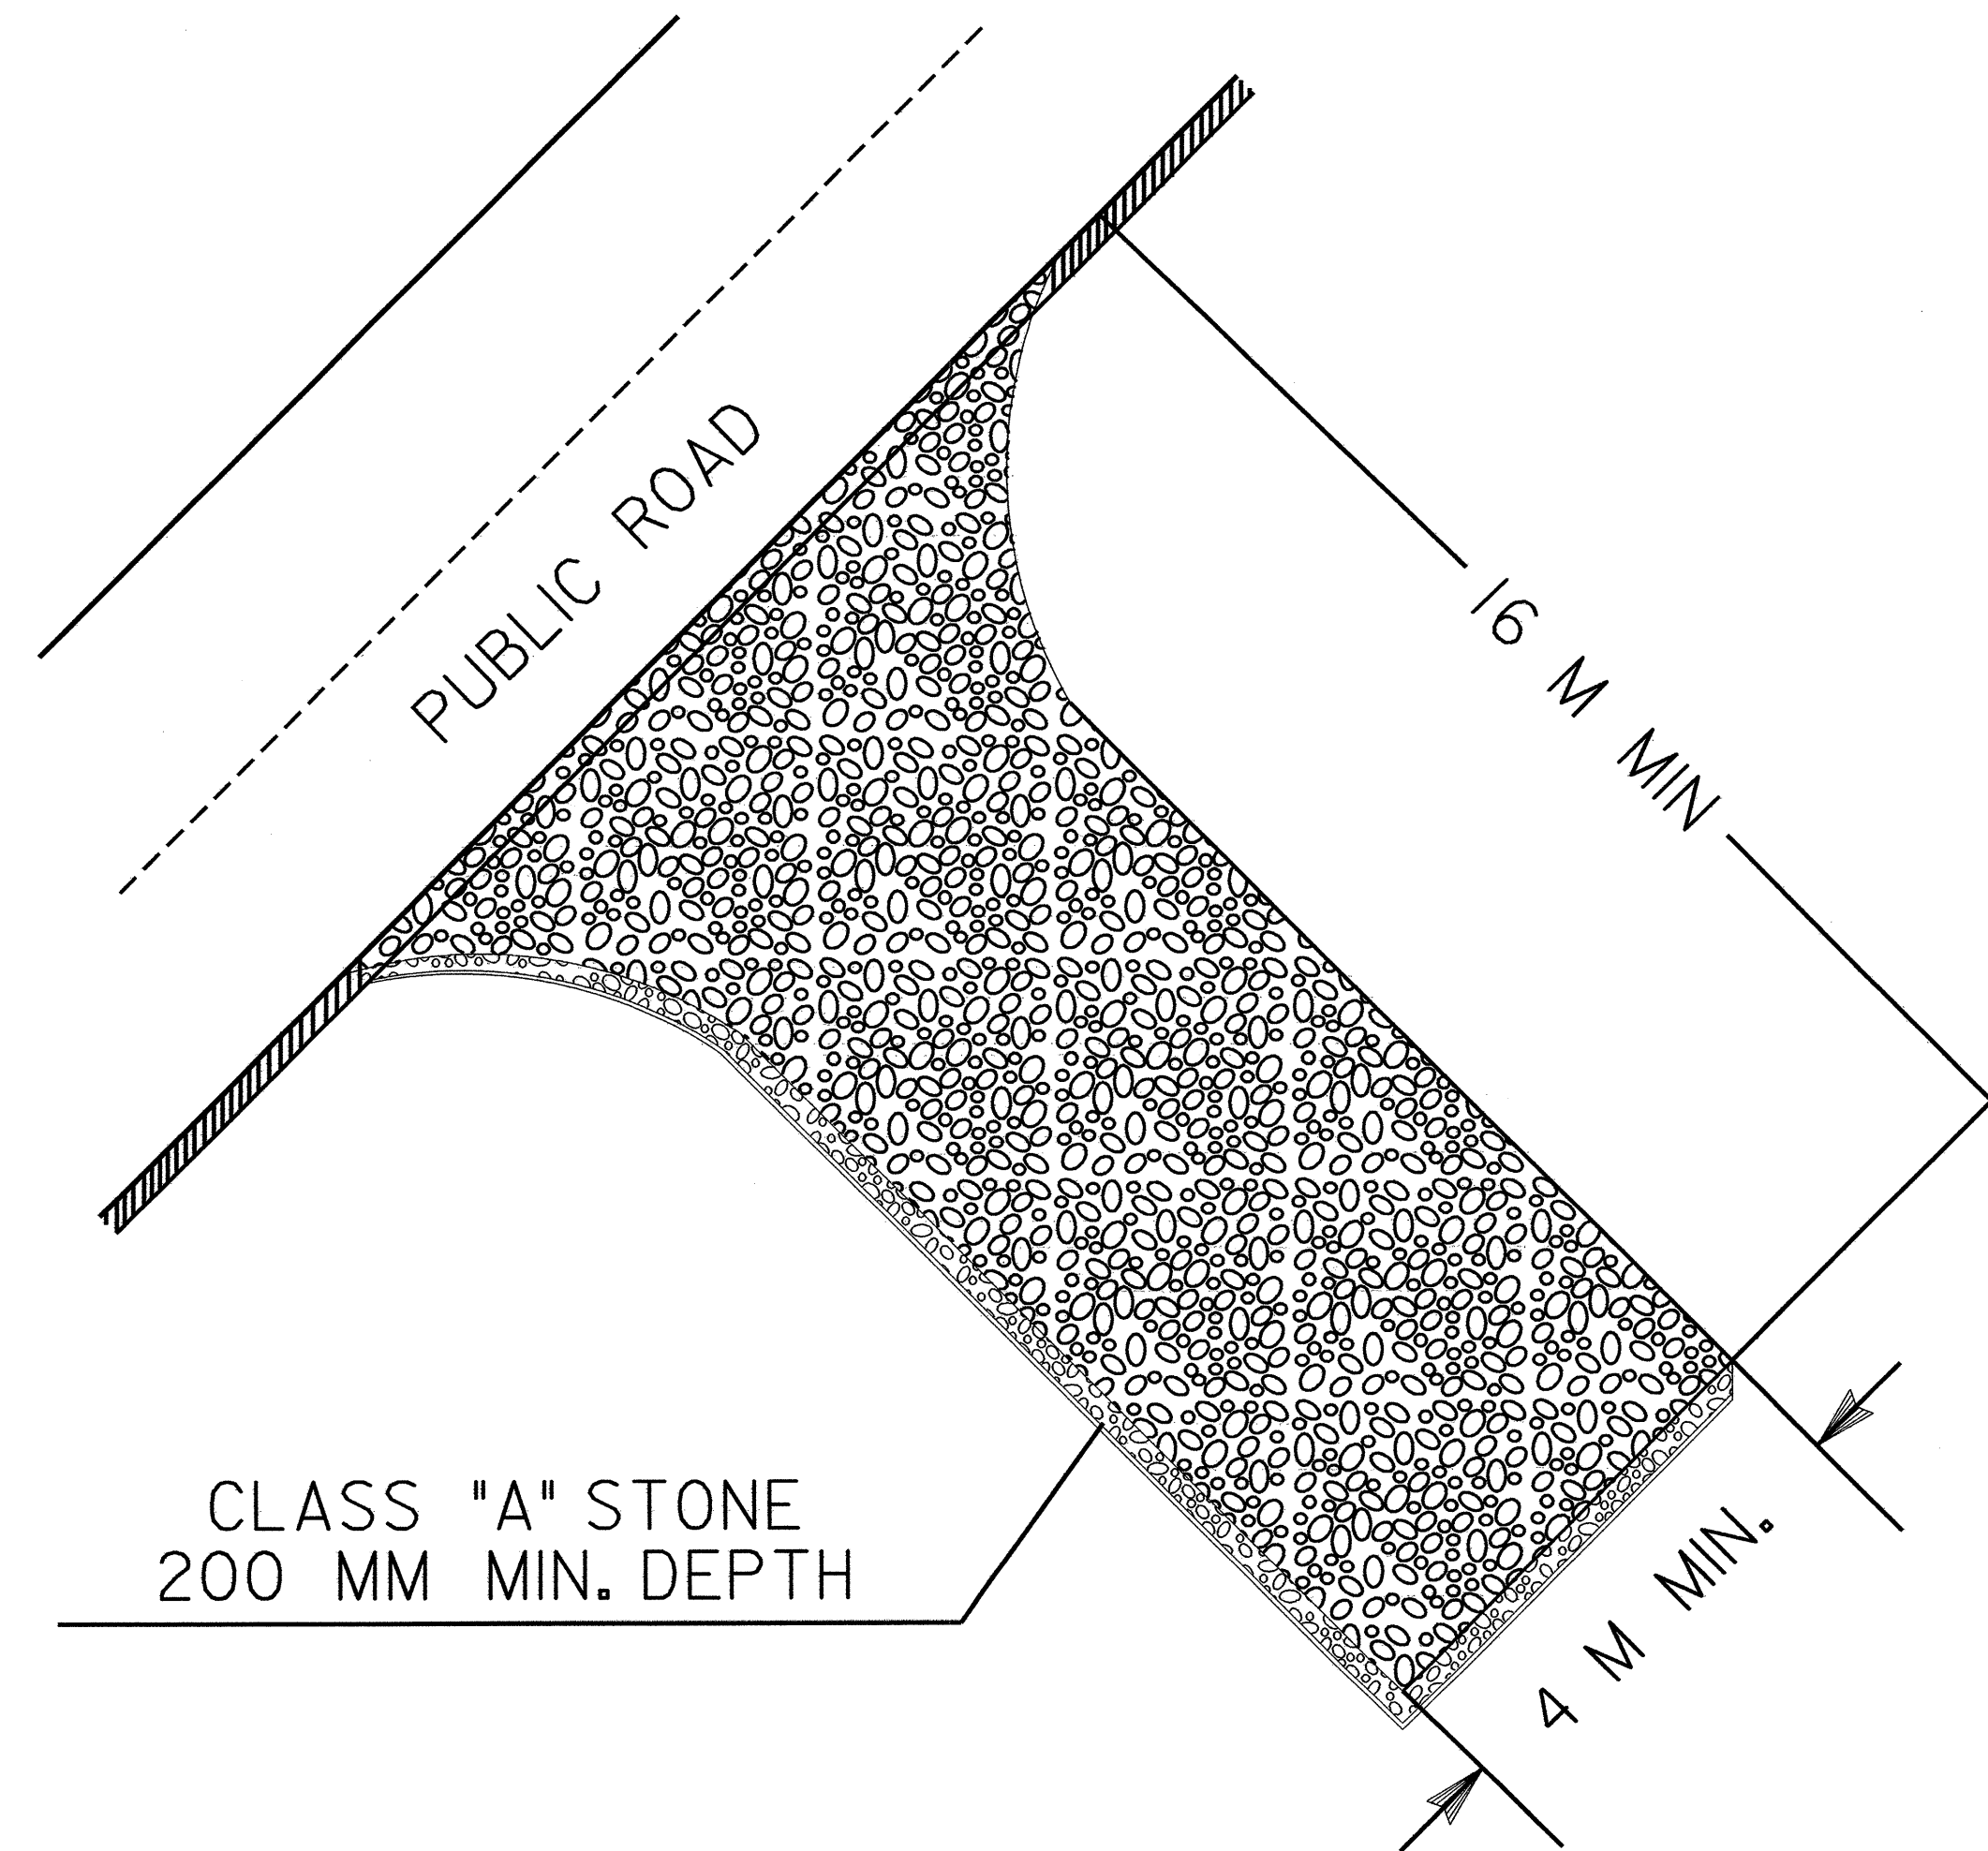 PUBLIC ROAD
16 M MIN
CLASS "A" STONE
200 MM MIN. DEPTH
4 M MIN.